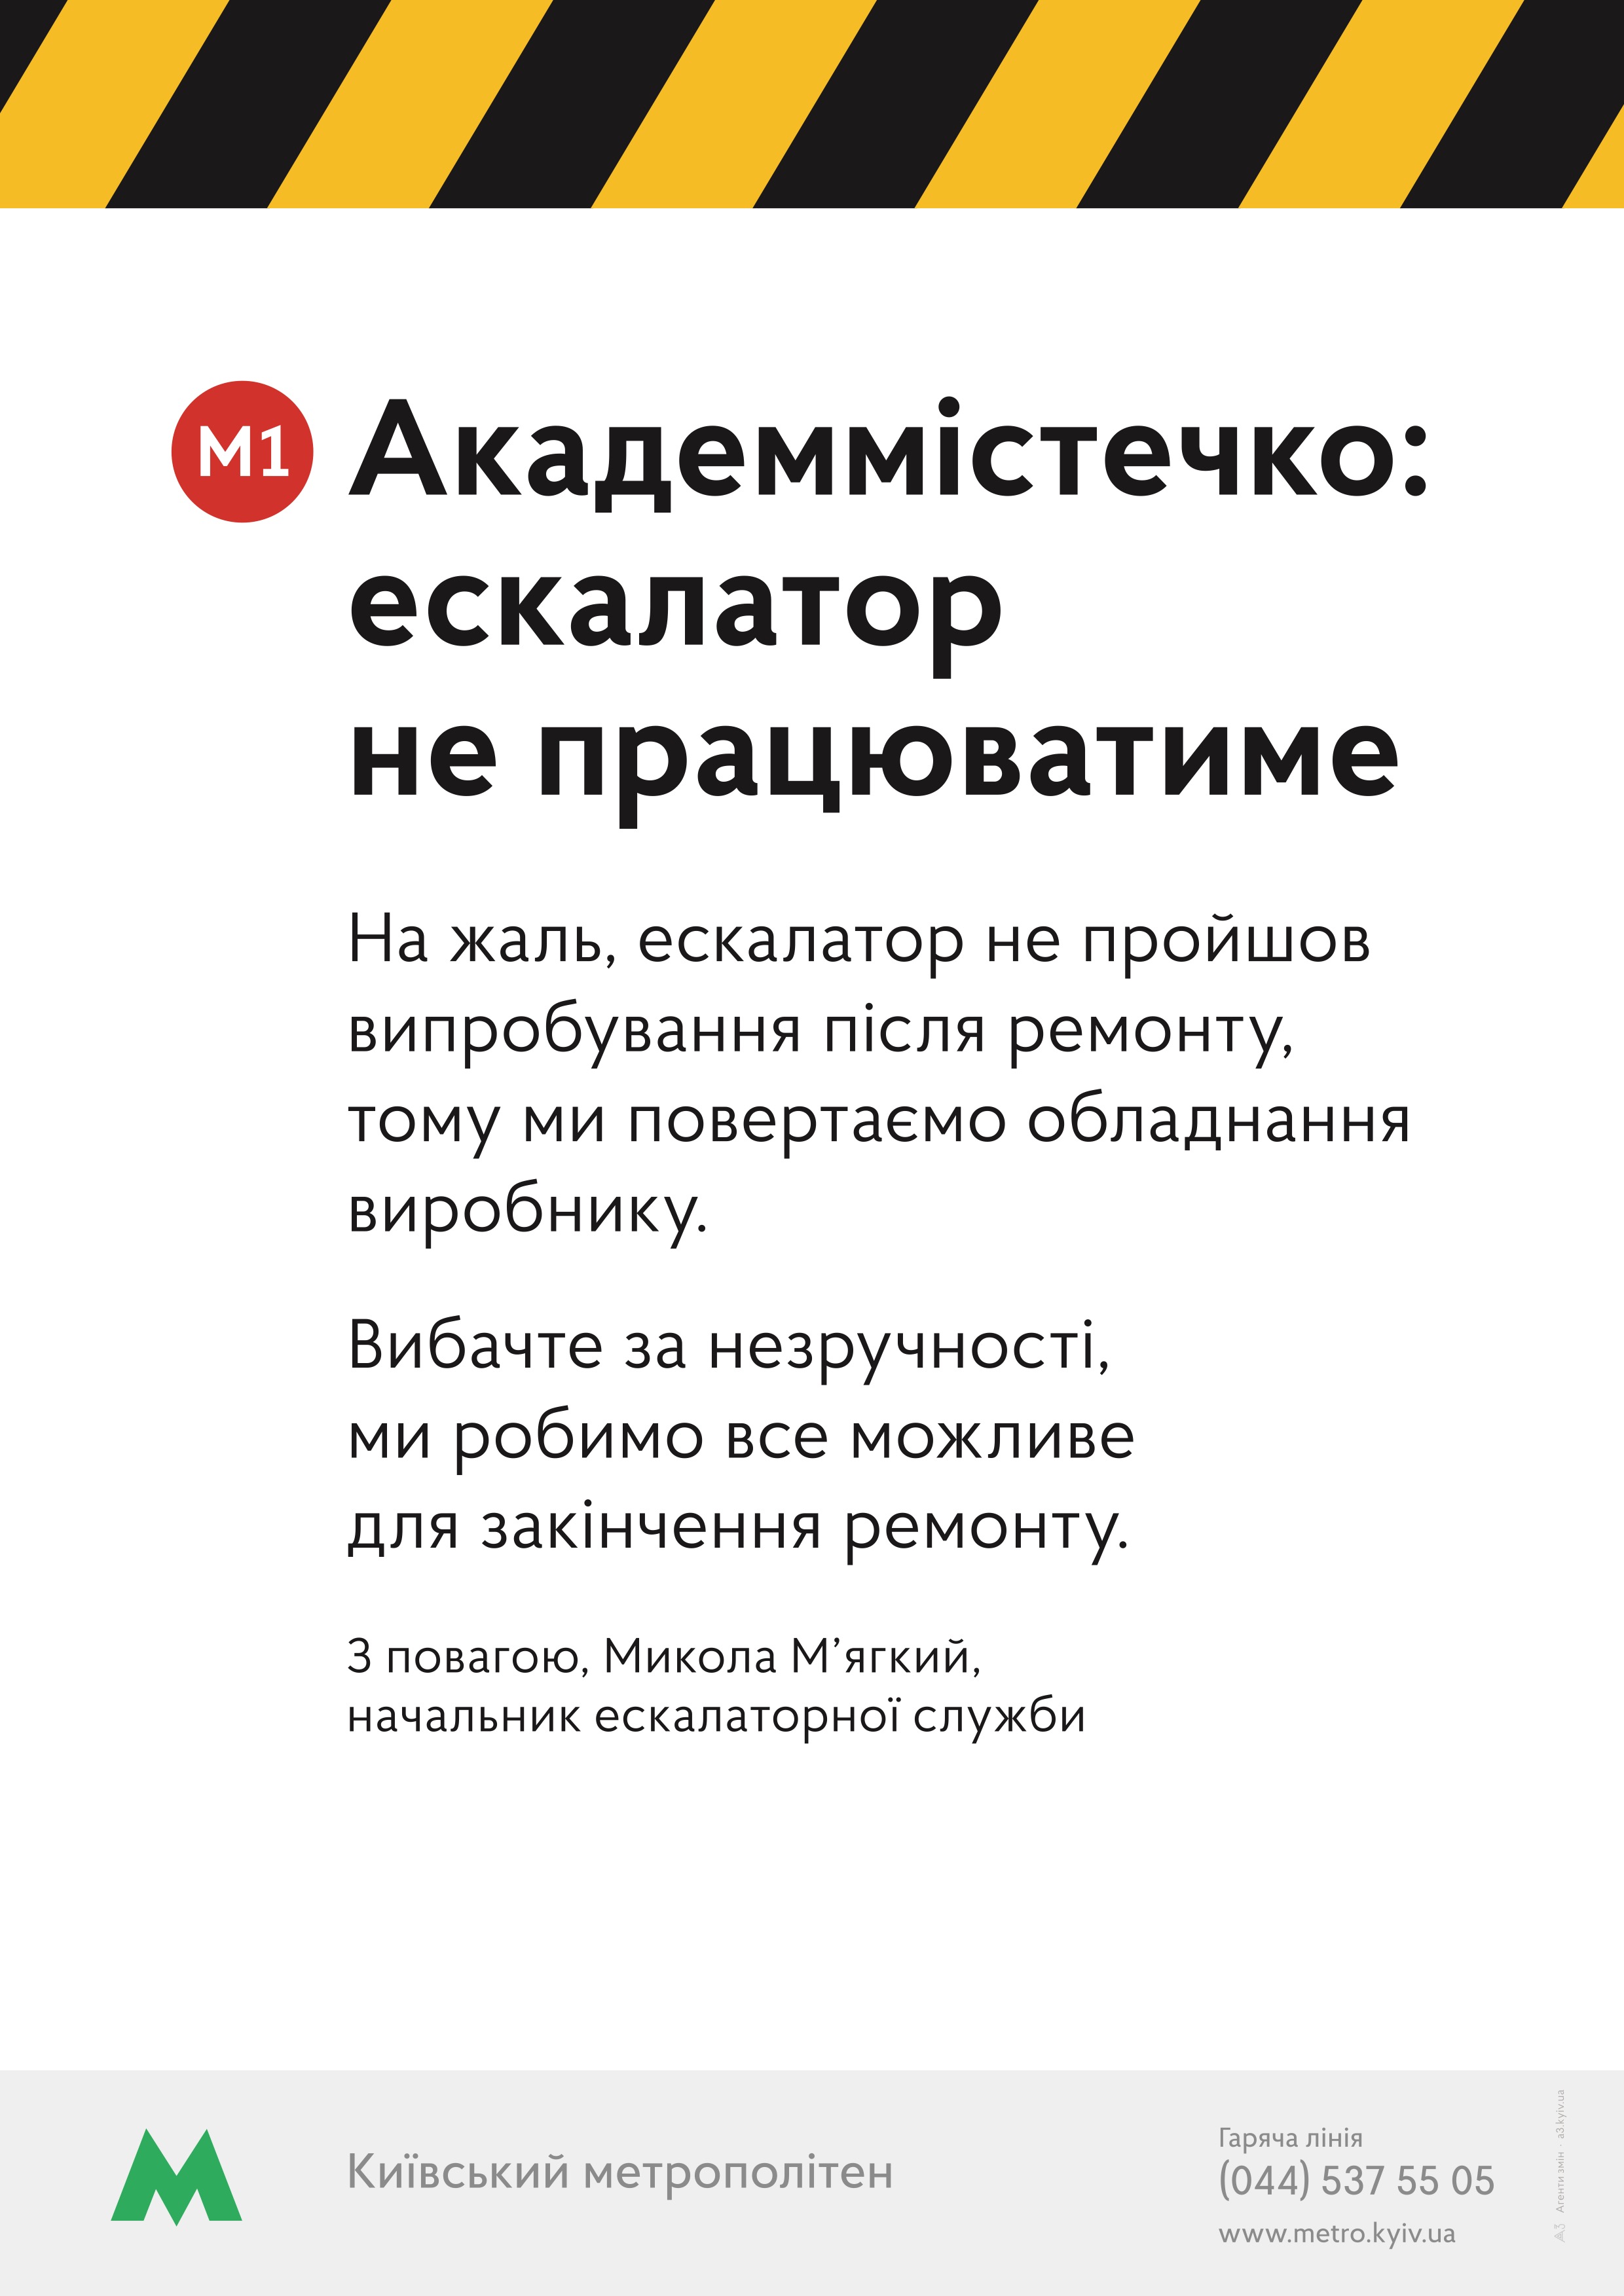 М1 Академмістечко:
ескалатор
не працюватиме
На жаль, ескалатор не пройшов
випробування після ремонту,
тому ми повертаємо обладнання
виробнику.
Вибачте за незручності,
ми робимо все можливе
для закінчення ремонту.
З повагою, Микола М’ягкий,
начальник ескалаторної служби
Київський метрополітен
Гаряча лінія
(044) 537 55 05
www.metro.kyiv.ua
А3 Агенти змін · a3.kyiv.ua